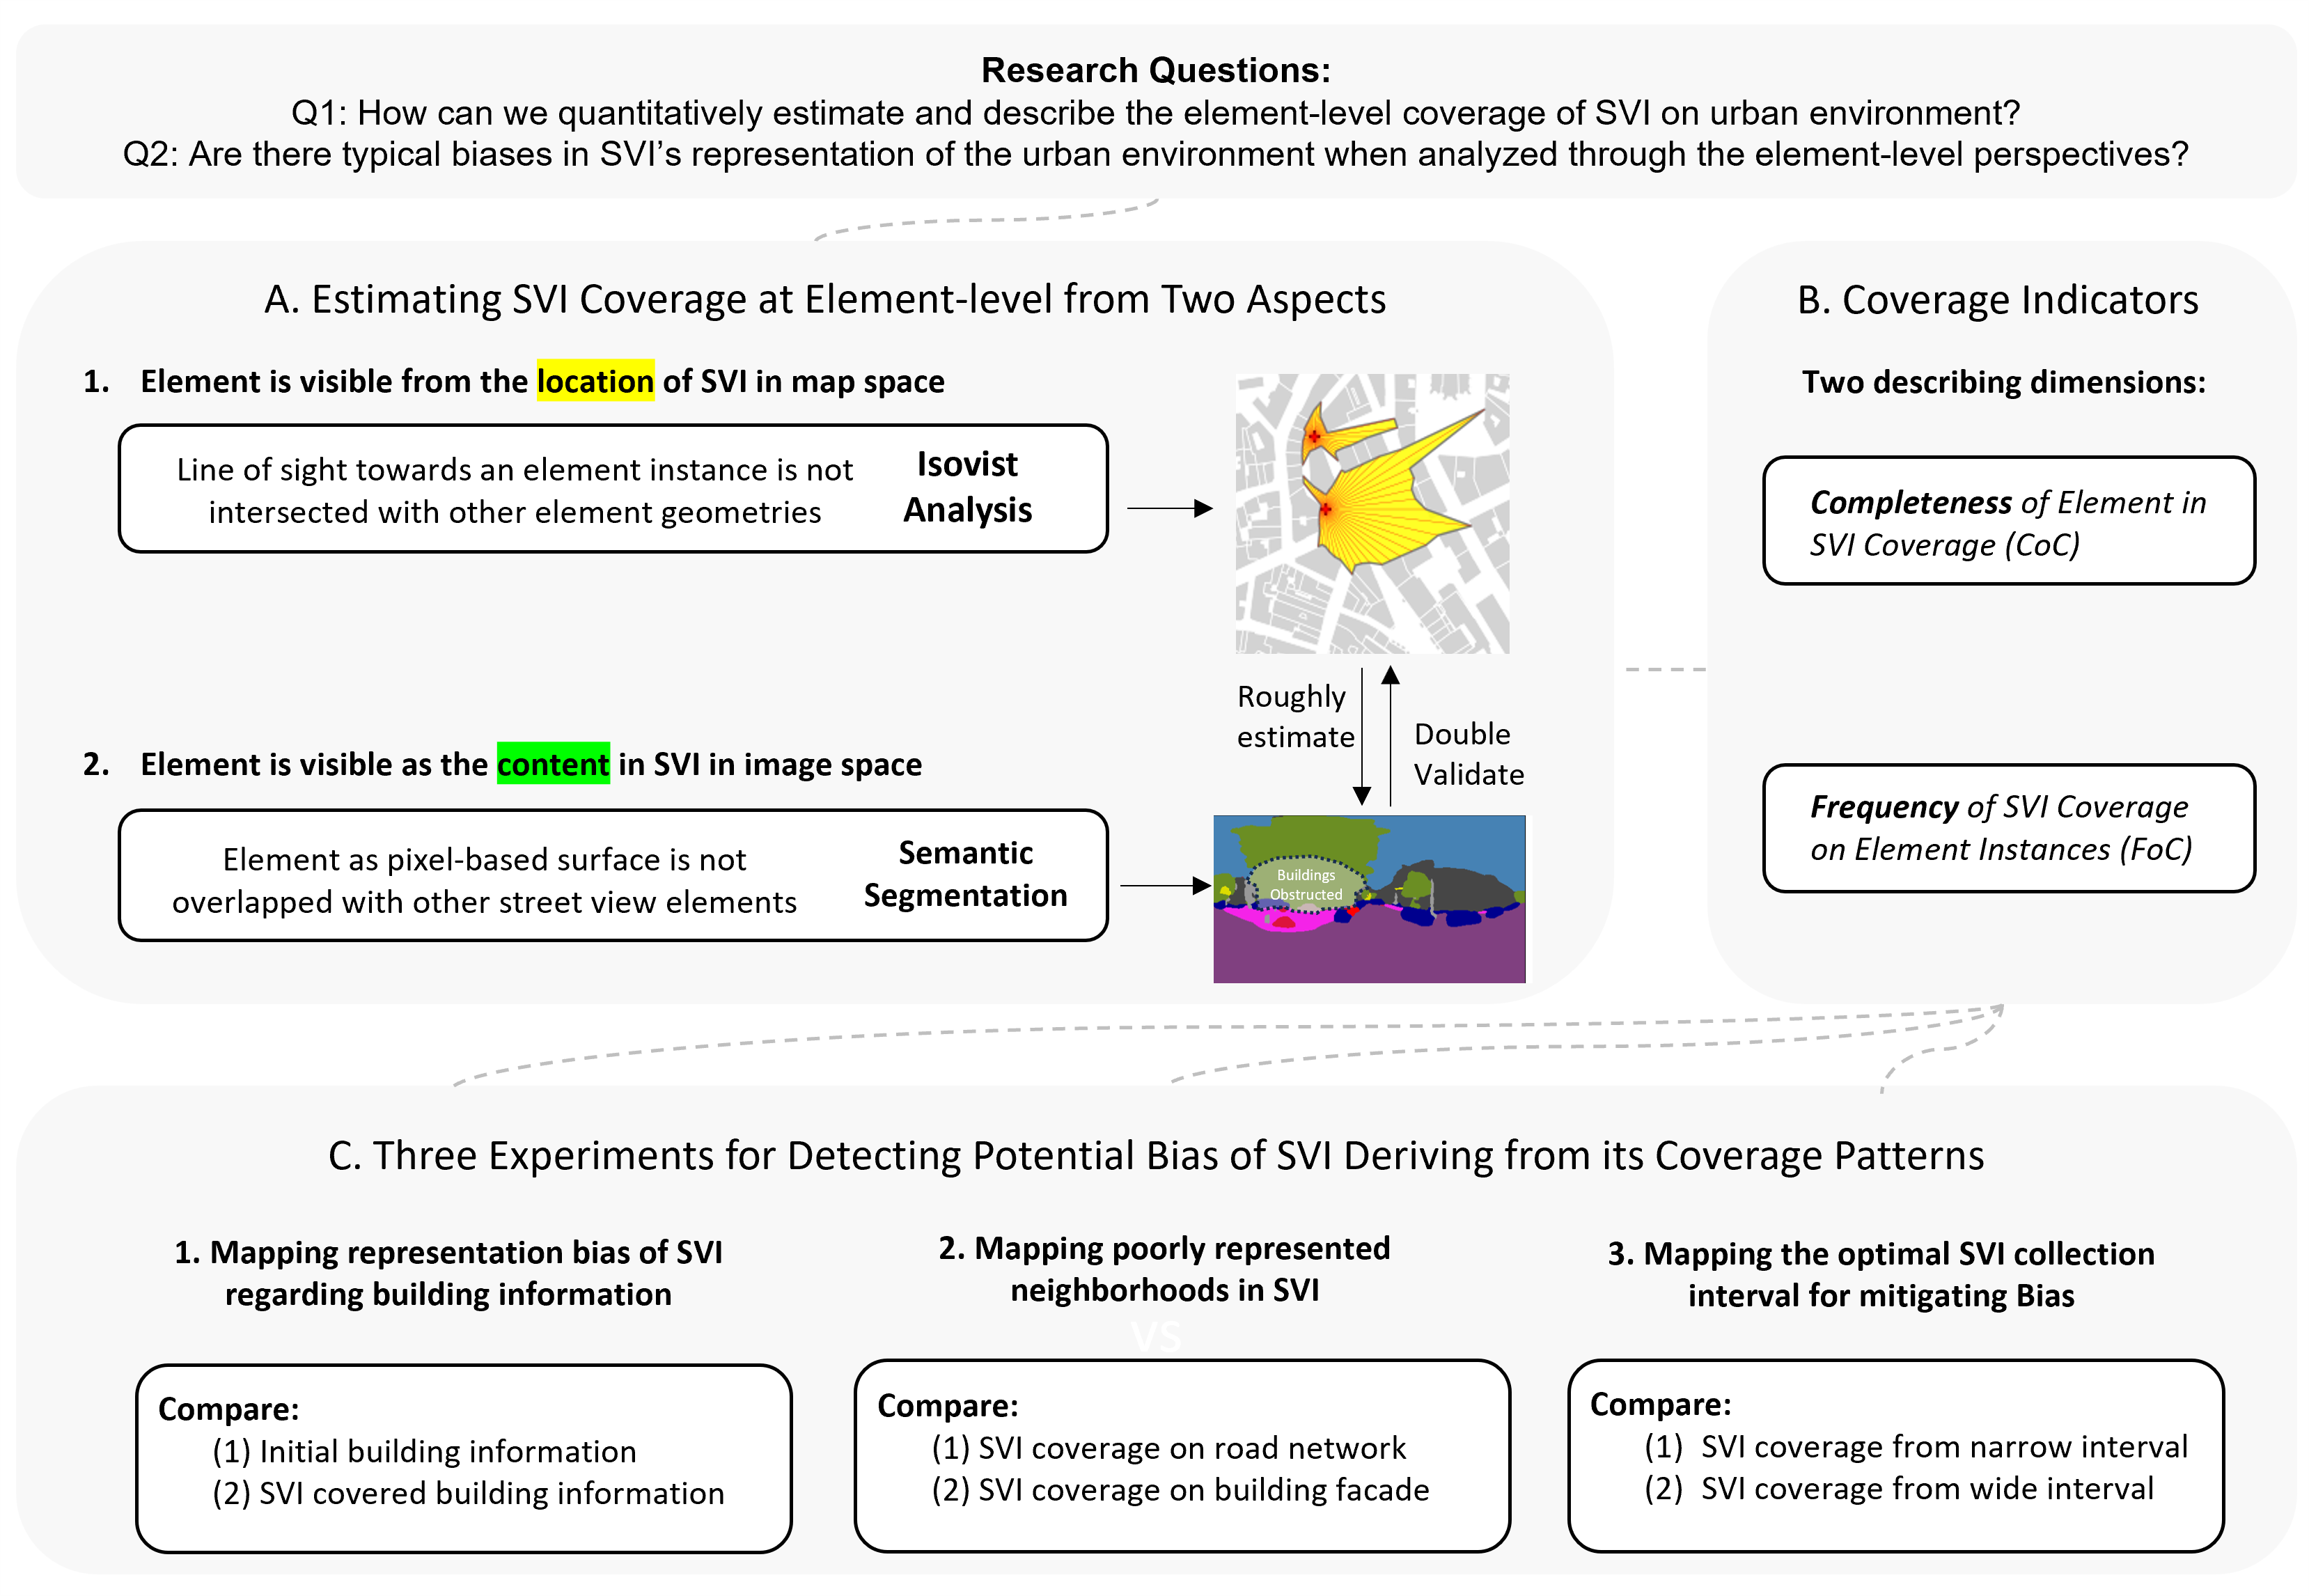 Research Questions:
Q1: How can we quantitatively estimate and describe the element-level coverage of SVI on urban environment?
Q2: Are there typical biases in SVI’s representation of the urban environment when analyzed through the element-level perspectives?
A. Estimating SVI Coverage at Element-level from Two Aspects
1. Element is visible from the location of SVI in map space
Line of sight towards an element instance is not
intersected with other element geometries
Isovist
Analysis
Roughly
estimate
Double
Validate
2. Element is visible as the content in SVI in image space
Element as pixel-based surface is not
overlapped with other street view elements
Semantic
Segmentation
Buildings
Obstructed
B. Coverage Indicators
Two describing dimensions:
Completeness of Element in
SVI Coverage (CoC)
Frequency of SVI Coverage
on Element Instances (FoC)
C. Three Experiments for Detecting Potential Bias of SVI Deriving from its Coverage Patterns
1. Mapping representation bias of SVI
regarding building information
Compare:
(1) Initial building information
(2) SVI covered building information
2. Mapping poorly represented
neighborhoods in SVI
VS
Compare:
(1) SVI coverage on road network
(2) SVI coverage on building facade
3. Mapping the optimal SVI collection
interval for mitigating Bias
Compare:
(1) SVI coverage from narrow interval
(2) SVI coverage from wide interval